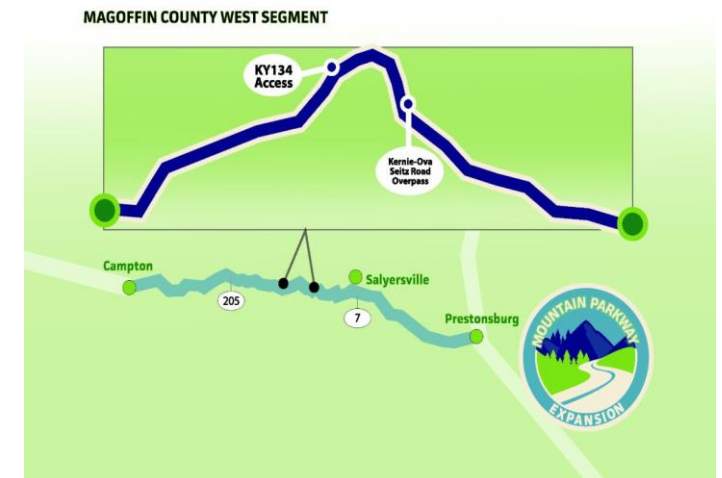 MAGOFFIN COUNTY WEST SEGMENT
KY134
Access
Kernie-Ova
Seitz Road
Overpass
Campton
Salyersville
205
7
Prestonsburg
MOUNTAIN PARKWAY
EXPANSION